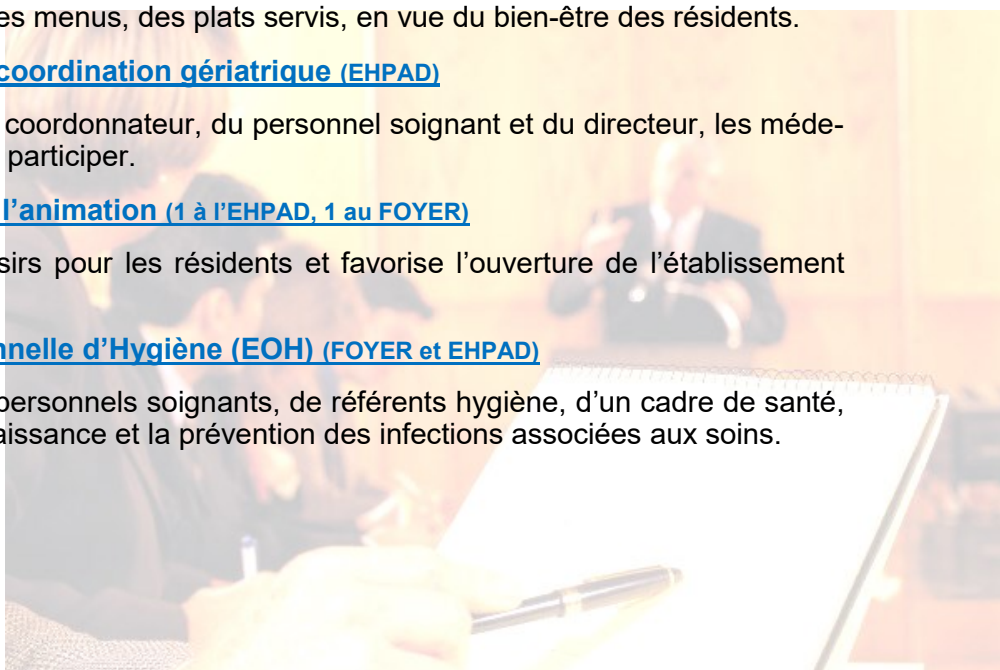 es menus, des plats servis, en vue du bien-être des résidents.
coordination gériatrique (EHPAD)
coordonnateur, du personnel soignant et du directeur, les méde-
participer.
l’animation (1 à l’EHPAD, 1 au FOYER)
sirs pour les résidents et favorise l’ouverture de l’établissement
nnelle d’Hygiène (EOH) (FOYER et EHPAD)
personnels soignants, de référents hygiène, d’un cadre de santé,
aissance et la prévention des infections associées aux soins.